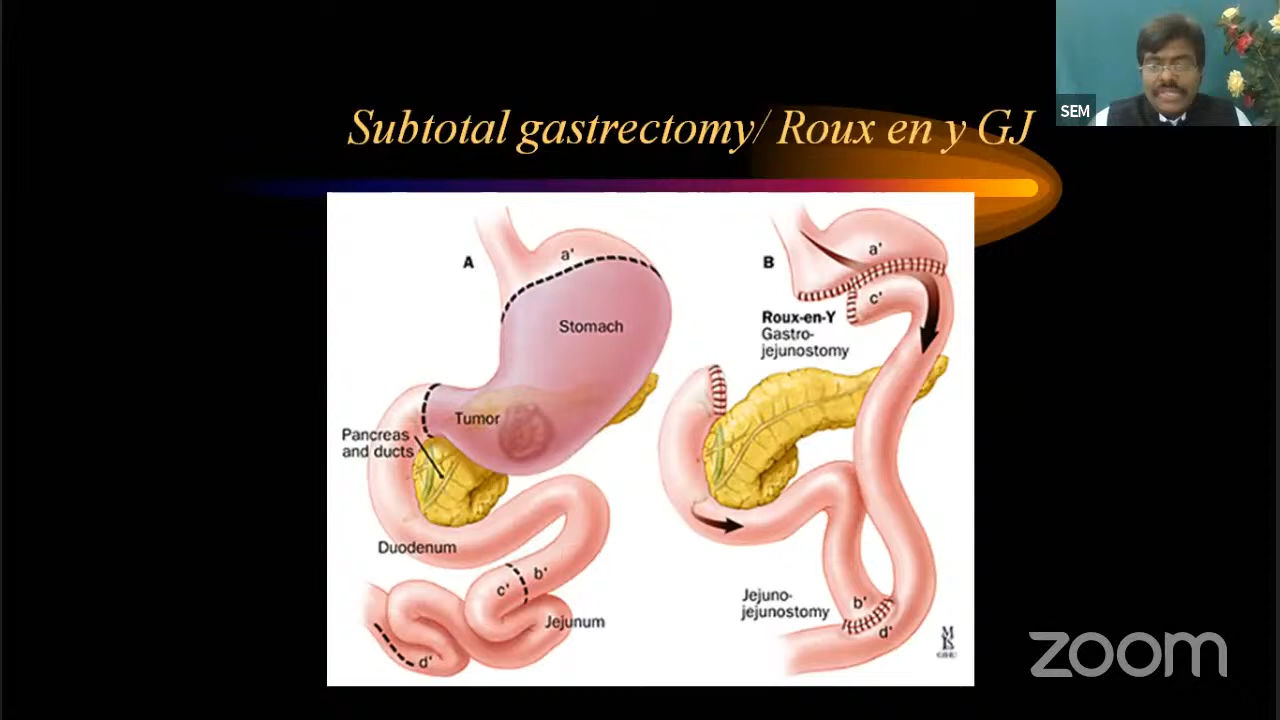 SEM
Subtotal gastrectomy/ Roux en y GJ
A
a'
Stomach
Tumor
Pancreas
and ducts
Duodenum
b'
c'
Jejunum
d'
B
a'
c'
Roux-en-Y
Gastro-
jejunostomy
Jejuno-
jejunostomy
b'
d'
zoom